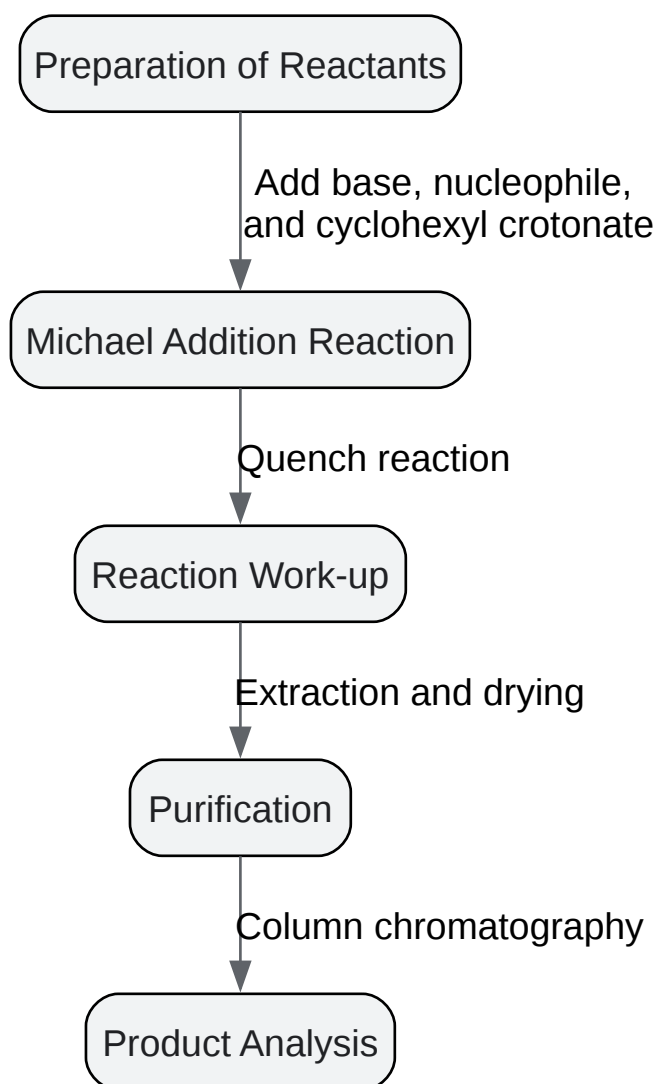 Preparation of Reactants
Add base, nucleophile,
and cyclohexyl crotonate
Michael Addition Reaction
Quench reaction
Reaction Work-up
Extraction and drying
Purification
Column chromatography
Product Analysis